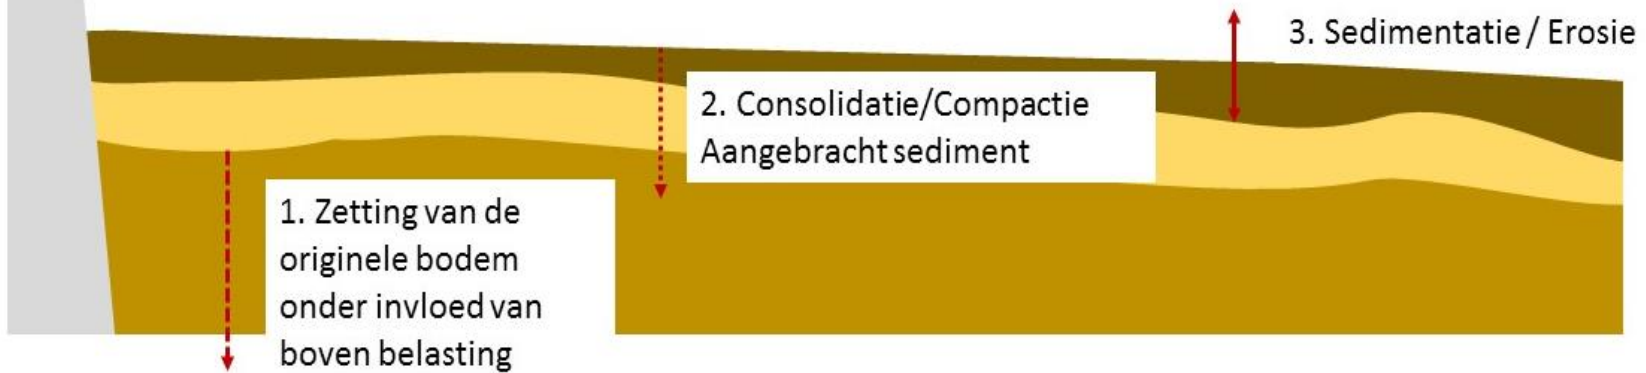 3. Sedimentatie / Erosie
2. Consolidatie/Compactie
Aangebracht sediment
1. Zetting van de
originele bodem
onder invloed van
boven belasting